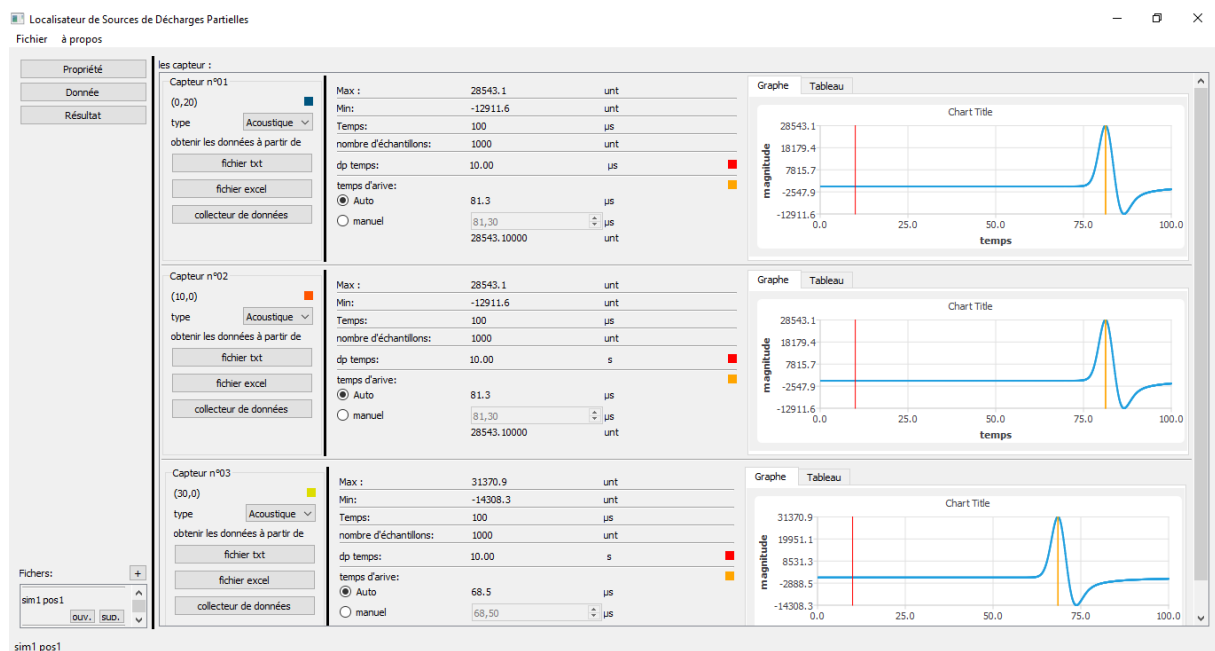 Localisateur de Sources de Décharges Partielles
Fichier à propos
Propriété
Donnée
Résultat
les capteur :
Capteur n°01
(0,20)
type Acoustique
obtenir les données à partir de
fichier txt
fichier excel
collecteur de données
Max : 28543.1 unt
Min: -12911.6 unt
Temps: 100 µs
nombre d'échantillons: 1000 unt
dp temps: 10.00 µs
temps d'arive:
Auto 81.3 µs
manuel 81,30 µs
28543.10000 unt
Graphe Tableau
Chart Title
28543.1
18179.4
7815.7
-2547.9
-12911.6
magnitude
0.0 25.0 50.0 75.0 100.0
temps
Capteur n°02
(10,0)
type Acoustique
obtenir les données à partir de
fichier txt
fichier excel
collecteur de données
Max : 28543.1 unt
Min: -12911.6 unt
Temps: 100 µs
nombre d'échantillons: 1000 unt
dp temps: 10.00 s
temps d'arive:
Auto 81.3 µs
manuel 81,30 µs
28543.10000 unt
Graphe Tableau
Chart Title
28543.1
18179.4
7815.7
-2547.9
-12911.6
magnitude
0.0 25.0 50.0 75.0 100.0
temps
Capteur n°03
(30,0)
type Acoustique
obtenir les données à partir de
fichier txt
fichier excel
collecteur de données
Max : 31370.9 unt
Min: -14308.3 unt
Temps: 100 µs
nombre d'échantillons: 1000 unt
dp temps: 10.00 s
temps d'arive:
Auto 68.5 µs
manuel 68,50 µs
Graphe Tableau
Chart Title
31370.9
19951.1
8531.3
-2888.5
-14308.3
magnitude
0.0 25.0 50.0 75.0 100.0
Fichers: +
sim1 pos1
ouv. sup.
sim1 pos1